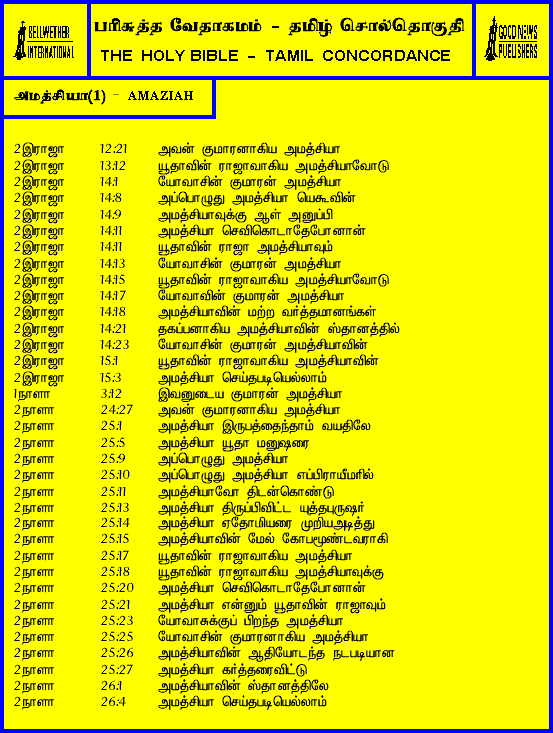 BELLWETHER
INTERNATIONAL
பரிசுத்த வேதாகமம் - தமிழ் சொல்தொகுதி
THE HOLY BIBLE - TAMIL CONCORDANCE
GOOD NEWS
PUBLISHERS
அமத்சியா(1) - AMAZIAH
2இராஜா 12:21 அவன் குமாரனாகிய அமத்சியா
2இராஜா 13:12 யூதாவின் ராஜாவாகிய அமத்சியாவோடு
2இராஜா 14:1 யோவாசின் குமாரன் அமத்சியா
2இராஜா 14:8 அப்பொழுது அமத்சியா யெகூவின்
2இராஜா 14:9 அமத்சியாவுக்கு ஆள் அனுப்பி
2இராஜா 14:11 அமத்சியா செவிகொடாதேபோனான்
2இராஜா 14:11 யூதாவின் ராஜா அமத்சியாவும்
2இராஜா 14:13 யோவாசின் குமாரன் அமத்சியா
2இராஜா 14:15 யூதாவின் ராஜாவாகிய அமத்சியாவோடு
2இராஜா 14:17 யோவாவின் குமாரன் அமத்சியா
2இராஜா 14:18 அமத்சியாவின் மற்ற வர்த்தமானங்கள்
2இராஜா 14:21 தகப்பனாகிய அமத்சியாவின் ஸ்தானத்தில்
2இராஜா 14:23 யோவாசின் குமாரன் அமத்சியாவின்
2இராஜா 15:1 யூதாவின் ராஜாவாகிய அமத்சியாவின்
2இராஜா 15:3 அமத்சியா செய்தபடியெல்லாம்
1நாளா 3:12 இவனுடைய குமாரன் அமத்சியா
2நாளா 24:27 அவன் குமாரனாகிய அமத்சியா
2நாளா 25:1 அமத்சியா இருபத்தைந்தாம் வயதிலே
2நாளா 25:5 அமத்சியா யூதா மனுஷரை
2நாளா 25:9 அப்பொழுது அமத்சியா
2நாளா 25:10 அப்பொழுது அமத்சியா எப்பிராயீமரில்
2நாளா 25:11 அமத்சியாவோ திடன்கொண்டு
2நாளா 25:13 அமத்சியா திருப்பிவிட்ட யுத்தபுருஷர்
2நாளா 25:14 அமத்சியா ஏதோமியரை முறியஅடித்து
2நாளா 25:15 அமத்சியாவின் மேல் கோபமூண்டவராகி
2நாளா 25:17 யூதாவின் ராஜாவாகிய அமத்சியா
2நாளா 25:18 யூதாவின் ராஜாவாகிய அமத்சியாவுக்கு
2நாளா 25:20 அமத்சியா செவிகொடாதேபோனான்
2நாளா 25:21 அமத்சியா என்னும் யூதாவின் ராஜாவும்
2நாளா 25:23 யோவாசுக்குப் பிறந்த அமத்சியா
2நாளா 25:25 யோவாசின் குமாரனாகிய அமத்சியா
2நாளா 25:26 அமத்சியாவின் ஆதியோடந்த நடபடியான
2நாளா 25:27 அமத்சியா கர்த்தரைவிட்டு
2நாளா 26:1 அமத்சியாவின் ஸ்தானத்திலே
2நாளா 26:4 அமத்சியா செய்தபடியெல்லாம்